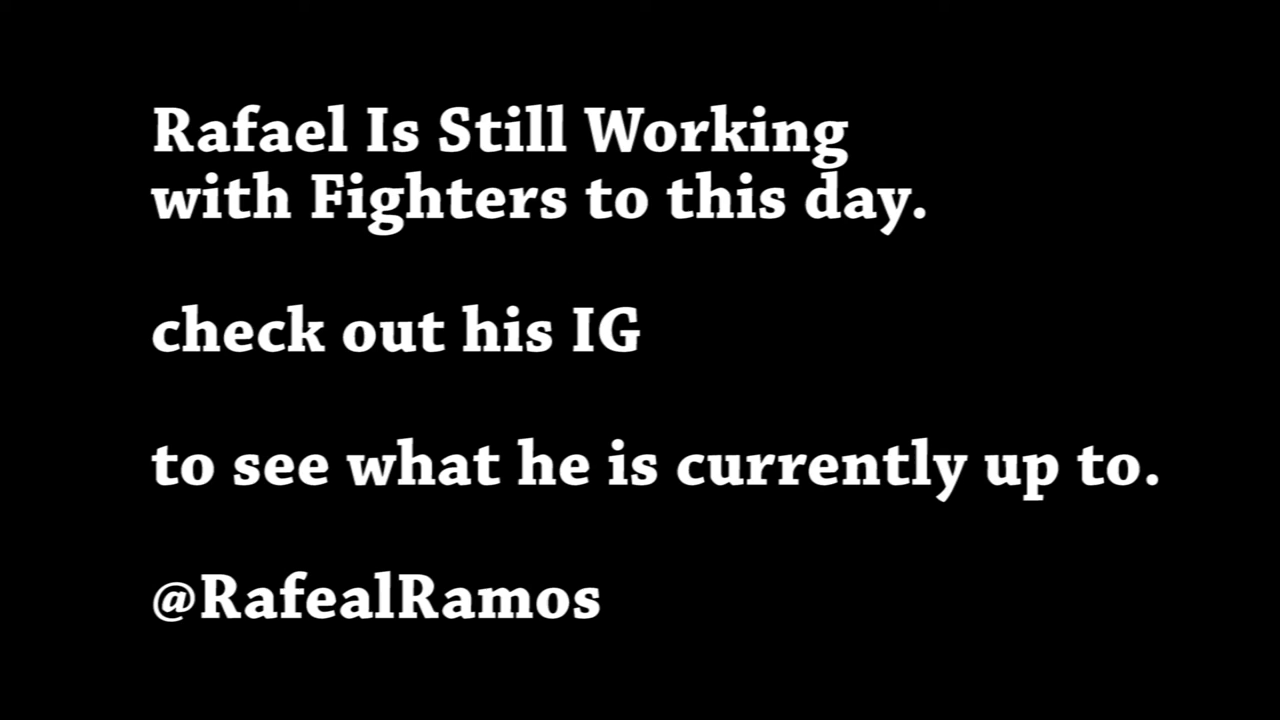 Rafael Is Still Working
with Fighters to this day.
check out his IG
to see what he is currently up to.
@RafealRamos